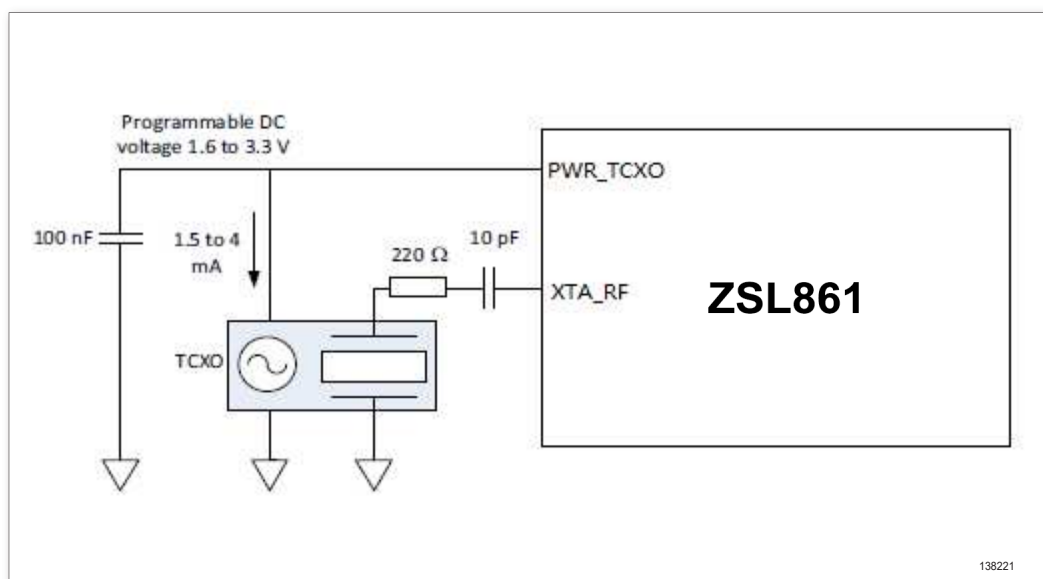 Programmable DC
voltage 1.6 to 3.3 V
PWR_TCXO
100 nF
1.5 to 4
mA
220 Ω
10 pF
XTA_RF
ZSL861
TCXO
138221